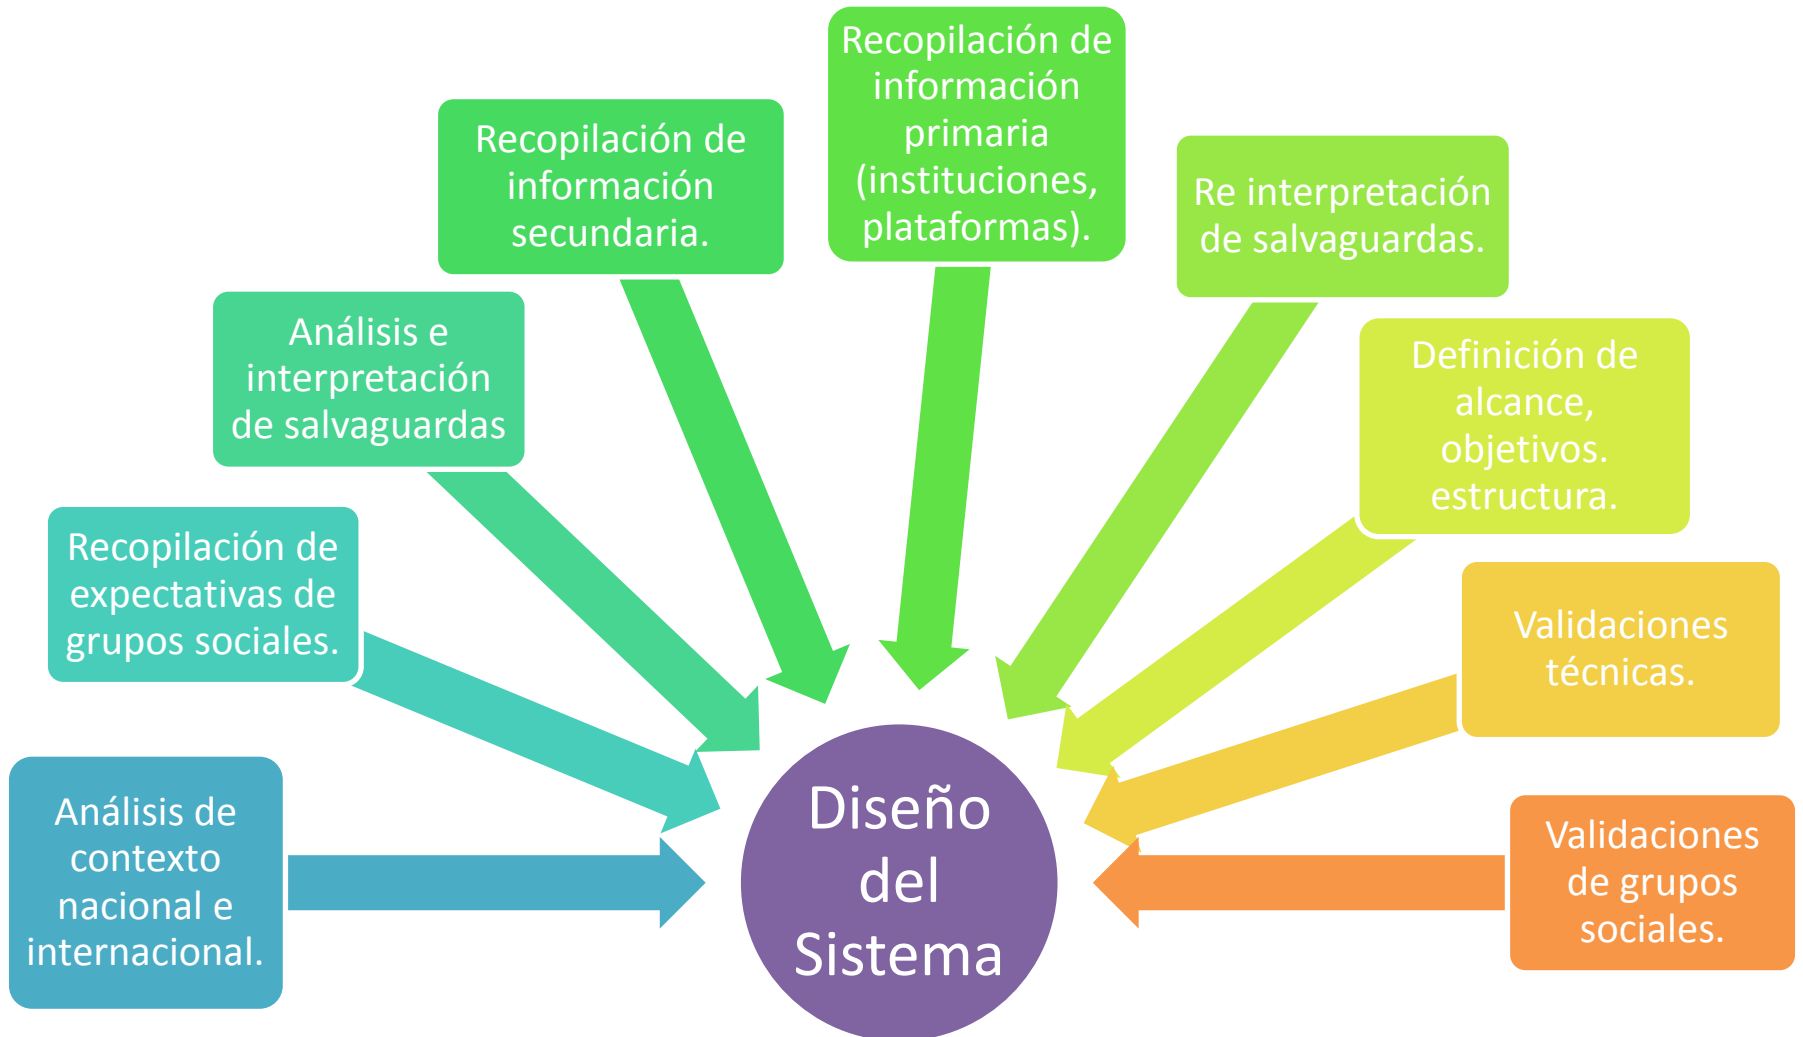 Análisis de
contexto
nacional e
internacional.
Recopilación de
expectativas de
grupos sociales.
Análisis e
interpretación
de salvaguardas
Recopilación de
información
secundaria.
Recopilación de
información
primaria
(instituciones,
plataformas).
Re interpretación
de salvaguardas.
Definición de
alcance,
objetivos.
estructura.
Validaciones
técnicas.
Validaciones
de grupos
sociales.
Diseño
del
Sistema